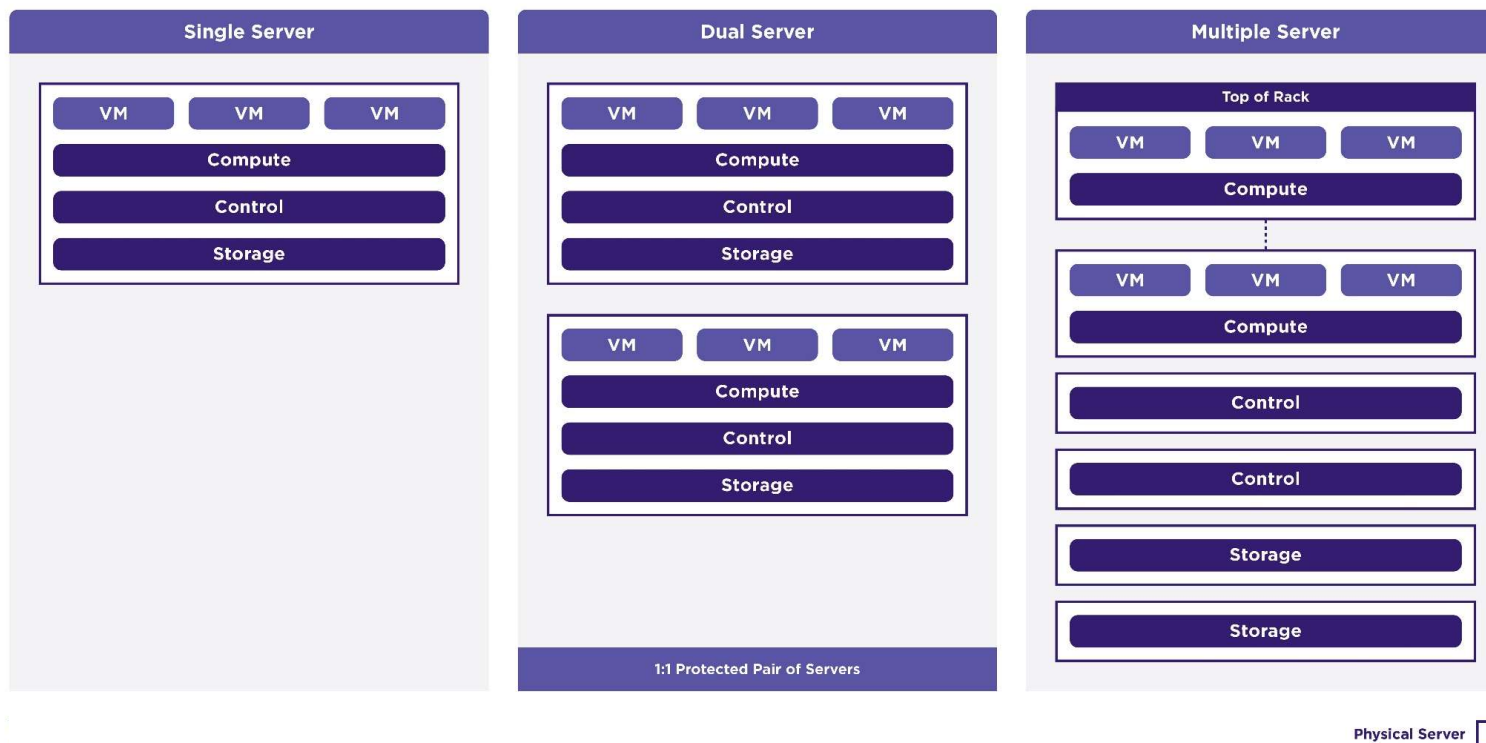 Single Server
VM VM VM
Compute
Control
Storage
Dual Server
VM VM VM
Compute
Control
Storage
VM VM VM
Compute
Control
Storage
1:1 Protected Pair of Servers
Multiple Server
Top of Rack
VM VM VM
Compute
VM VM VM
Compute
Control
Control
Storage
Storage
Physical Server